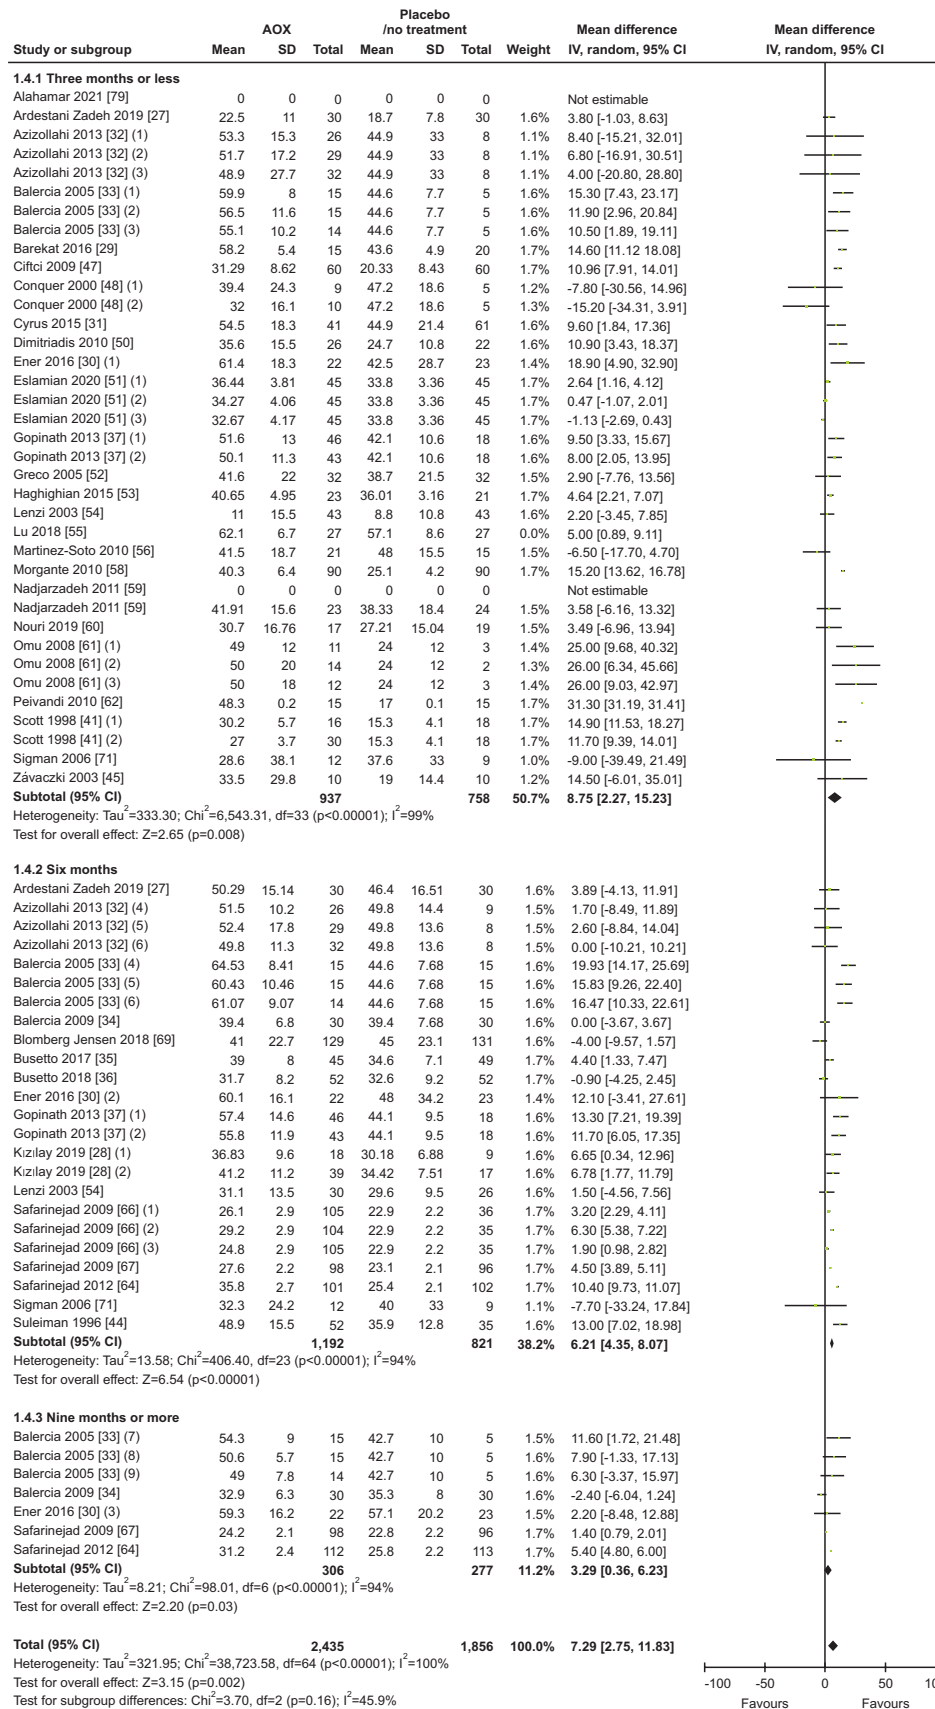 AOX Placebo /no treatment Mean difference Mean difference
Study or subgroup Mean SD Total Mean SD Total Weight IV, random, 95% CI IV, random, 95% CI
1.4.1 Three months or less
Alahamar 2021 [79] 0 0 0 0 0 0 Not estimable
Ardestani Zadeh 2019 [27] 22.5 11 30 18.7 7.8 30 1.6% 3.80 [-1.03, 8.63]
Azizollahi 2013 [32] (1) 53.3 15.3 26 44.9 33 8 1.1% 8.40 [-15.21, 32.01]
Azizollahi 2013 [32] (2) 51.7 17.2 29 44.9 33 8 1.1% 6.80 [-16.91, 30.51]
Azizollahi 2013 [32] (3) 48.9 27.7 32 44.9 33 8 1.1% 4.00 [-20.80, 28.80]
Balercia 2005 [33] (1) 59.9 8 15 44.6 7.7 5 1.6% 15.30 [7.43, 23.17]
Balercia 2005 [33] (2) 56.5 11.6 15 44.6 7.7 5 1.6% 11.90 [2.96, 20.84]
Balercia 2005 [33] (3) 55.1 10.2 14 44.6 7.7 5 1.6% 10.50 [1.89, 19.11]
Barekat 2016 [29] 58.2 5.4 15 43.6 4.9 20 1.7% 14.60 [11.12 18.08]
Ciftci 2009 [47] 31.29 8.62 60 20.33 8.43 60 1.7% 10.96 [7.91, 14.01]
Conquer 2000 [48] (1) 39.4 24.3 9 47.2 18.6 5 1.2% -7.80 [-30.56, 14.96]
Conquer 2000 [48] (2) 32 16.1 10 47.2 18.6 5 1.2% -15.20 [-34.31, 3.91]
Cyrus 2015 [31] 54.5 18.3 41 44.9 21.4 61 1.6% 9.60 [1.84, 17.36]
Dimitriadis 2010 [50] 35.6 15.5 26 24.7 10.8 22 1.6% 10.90 [3.43, 18.37]
Ener 2016 [30] (1) 61.4 18.3 22 42.5 28.7 23 1.4% 18.90 [4.90, 32.90]
Eslamian 2020 [51] (1) 36.44 3.81 45 33.8 3.36 45 1.7% 2.64 [1.16, 4.12]
Eslamian 2020 [51] (2) 34.27 4.06 45 33.8 3.36 45 1.7% 0.47 [-1.07, 2.01]
Eslamian 2020 [51] (3) 32.67 4.17 45 33.8 3.36 45 1.7% -1.13 [-2.69, 0.43]
Gopinath 2013 [37] (1) 51.6 13 46 42.1 10.6 18 1.6% 9.50 [3.33, 15.67]
Gopinath 2013 [37] (2) 50.1 11.3 43 42.1 10.6 18 1.6% 8.00 [2.05, 13.95]
Greco 2005 [52] 41.6 22 32 38.7 21.5 32 1.5% 2.90 [-7.76, 13.56]
Haghighian 2015 [53] 40.65 4.95 23 36.01 3.16 21 1.7% 4.64 [2.21, 7.07]
Lenzi 2003 [54] 11 15.5 43 8.8 10.8 43 1.6% 2.20 [-3.45, 7.85]
Lu 2018 [55] 62.1 6.7 27 57.1 8.6 27 0.0% 5.00 [0.89, 9.11]
Martinez-Soto 2010 [56] 41.5 18.7 21 48 15.5 15 1.5% -6.50 [-17.70, 4.70]
Morgante 2010 [58] 40.3 6.4 90 25.1 4.2 90 1.7% 15.20 [13.62, 16.78]
Nadjarzadeh 2011 [59] 0 0 0 0 0 0 Not estimable
Nadjarzadeh 2011 [59] 41.91 15.6 23 38.33 18.4 24 1.5% 3.58 [-6.16, 13.32]
Nouri 2019 [60] 30.7 16.76 17 27.21 15.04 19 1.5% 3.49 [-6.96, 13.94]
Omu 2008 [61] (1) 49 12 11 24 12 3 1.4% 25.00 [9.68, 40.32]
Omu 2008 [61] (2) 50 20 14 24 12 2 1.3% 26.00 [6.34, 45.66]
Omu 2008 [61] (3) 50 18 12 24 12 3 1.4% 26.00 [9.03, 42.97]
Peivandi 2010 [62] 48.3 0.2 15 17 0.1 15 1.7% 31.30 [31.19, 31.41]
Scott 1998 [41] (1) 30.2 5.7 16 15.3 4.1 18 1.7% 14.90 [11.53, 18.27]
Scott 1998 [41] (2) 27 3.7 30 15.3 4.1 18 1.7% 11.70 [9.39, 14.01]
Sigman 2006 [71] 28.6 38.1 12 37.6 33 9 1.0% -9.00 [-39.49, 21.49]
Závaczki 2003 [45] 33.5 29.8 10 19 14.4 10 1.2% 14.50 [-6.01, 35.01]
Subtotal (95% CI) 937 758 50.7% 8.75 [2.27, 15.23]
Heterogeneity: Tau²=333.30; Chi²=6,543.31, df=33 (p<0.00001); I²=99%
Test for overall effect: Z=2.65 (p=0.008)
1.4.2 Six months
Ardestani Zadeh 2019 [27] 50.29 15.14 30 46.4 16.51 30 1.6% 3.89 [-4.13, 11.91]
Azizollahi 2013 [32] (4) 51.5 10.2 26 49.8 14.4 9 1.5% 1.70 [-8.49, 11.89]
Azizollahi 2013 [32] (5) 52.4 17.8 29 49.8 13.6 8 1.5% 2.60 [-8.84, 14.04]
Azizollahi 2013 [32] (6) 49.8 11.3 32 49.8 13.6 8 1.5% 0.00 [-10.21, 10.21]
Balercia 2005 [33] (4) 64.53 8.41 15 44.6 7.68 15 1.6% 19.93 [14.17, 25.69]
Balercia 2005 [33] (5) 60.43 10.46 15 44.6 7.68 15 1.6% 15.83 [9.26, 22.40]
Balercia 2005 [33] (6) 61.07 9.07 14 44.6 7.68 15 1.6% 16.47 [10.33, 22.61]
Balercia 2009 [34] 39.4 6.8 30 39.4 7.68 30 1.6% 0.00 [-3.67, 3.67]
Blomberg Jensen 2018 [69] 41 22.7 129 45 23.1 131 1.6% -4.00 [-9.57, 1.57]
Busetto 2017 [35] 39 8 45 34.6 7.1 49 1.7% 4.40 [1.33, 7.47]
Busetto 2018 [36] 31.7 8.2 52 32.6 9.2 52 1.7% -0.90 [-4.25, 2.45]
Ener 2016 [30] (2) 60.1 16.1 22 48 34.2 23 1.3% 12.10 [-3.41, 27.61]
Gopinath 2013 [37] (1) 57.4 14.6 46 44.1 9.5 18 1.6% 13.30 [7.21, 19.39]
Gopinath 2013 [37] (2) 55.8 11.9 43 44.1 9.5 18 1.6% 11.70 [6.05, 17.35]
Kızılay 2019 [28] (1) 36.83 9.6 18 30.18 6.88 9 1.6% 6.65 [0.34, 12.96]
Kızılay 2019 [28] (2) 41.2 11.2 39 34.42 7.51 17 1.6% 6.78 [1.77, 11.79]
Lenzi 2003 [54] 31.1 13.5 30 29.6 9.5 26 1.6% 1.50 [-4.56, 7.56]
Safarinejad 2009 [66] (1) 26.1 2.9 105 22.9 2.2 36 1.7% 3.20 [2.29, 4.11]
Safarinejad 2009 [66] (2) 29.2 2.9 104 22.9 2.2 35 1.7% 6.30 [5.38, 7.22]
Safarinejad 2009 [66] (3) 24.8 2.9 105 22.9 2.2 35 1.7% 1.90 [0.98, 2.82]
Safarinejad 2009 [67] 27.6 2.2 98 23.1 2.1 96 1.7% 4.50 [3.89, 5.11]
Safarinejad 2012 [64] 35.8 2.7 101 25.4 2.1 102 1.7% 10.40 [9.73, 11.07]
Sigman 2006 [71] 32.3 24.2 12 40 33 9 1.1% -7.70 [-33.24, 17.84]
Suleiman 1996 [44] 48.9 15.5 52 35.9 12.8 35 1.6% 13.00 [7.02, 18.98]
Subtotal (95% CI) 1,192 821 38.2% 6.21 [4.35, 8.07]
Heterogeneity: Tau²=13.58; Chi²=406.40, df=23 (p<0.00001); I²=94%
Test for overall effect: Z=6.54 (p<0.00001)
1.4.3 Nine months or more
Balercia 2005 [33] (7) 54.3 9 15 42.7 10 5 1.5% 11.60 [1.72, 21.48]
Balercia 2005 [33] (8) 50.6 5.7 15 42.7 10 5 1.5% 7.90 [-1.33, 17.13]
Balercia 2005 [33] (9) 49 7.8 14 42.7 10 5 1.5% 6.30 [-3.37, 15.97]
Balercia 2009 [34] 32.9 6.3 30 35.3 8 30 1.6% -2.40 [-6.04, 1.24]
Ener 2016 [30] (3) 59.3 16.2 22 57.1 20.2 23 1.5% 2.20 [-8.48, 12.88]
Safarinejad 2009 [67] 24.2 2.1 98 22.8 2.2 96 1.7% 1.40 [0.79, 2.01]
Safarinejad 2012 [64] 31.2 2.4 112 25.8 2.2 113 1.7% 5.40 [4.80, 6.00]
Subtotal (95% CI) 306 277 11.2% 3.29 [0.36, 6.23]
Heterogeneity: Tau²=8.21; Chi²=98.01, df=6 (p<0.00001); I²=94%
Test for overall effect: Z=2.20 (p=0.03)
Total (95% CI) 2,435 1,856 100.0% 7.29 [2.75, 11.83]
Heterogeneity: Tau²=321.95; Chi²=38,723.58, df=64 (p<0.00001); I²=100%
Test for overall effect: Z=3.15 (p=0.002)
Test for subgroup differences: Chi²=3.70, df=2 (p=0.16); I²=45.9%
-100 -50 0 50 10
Favours Favours